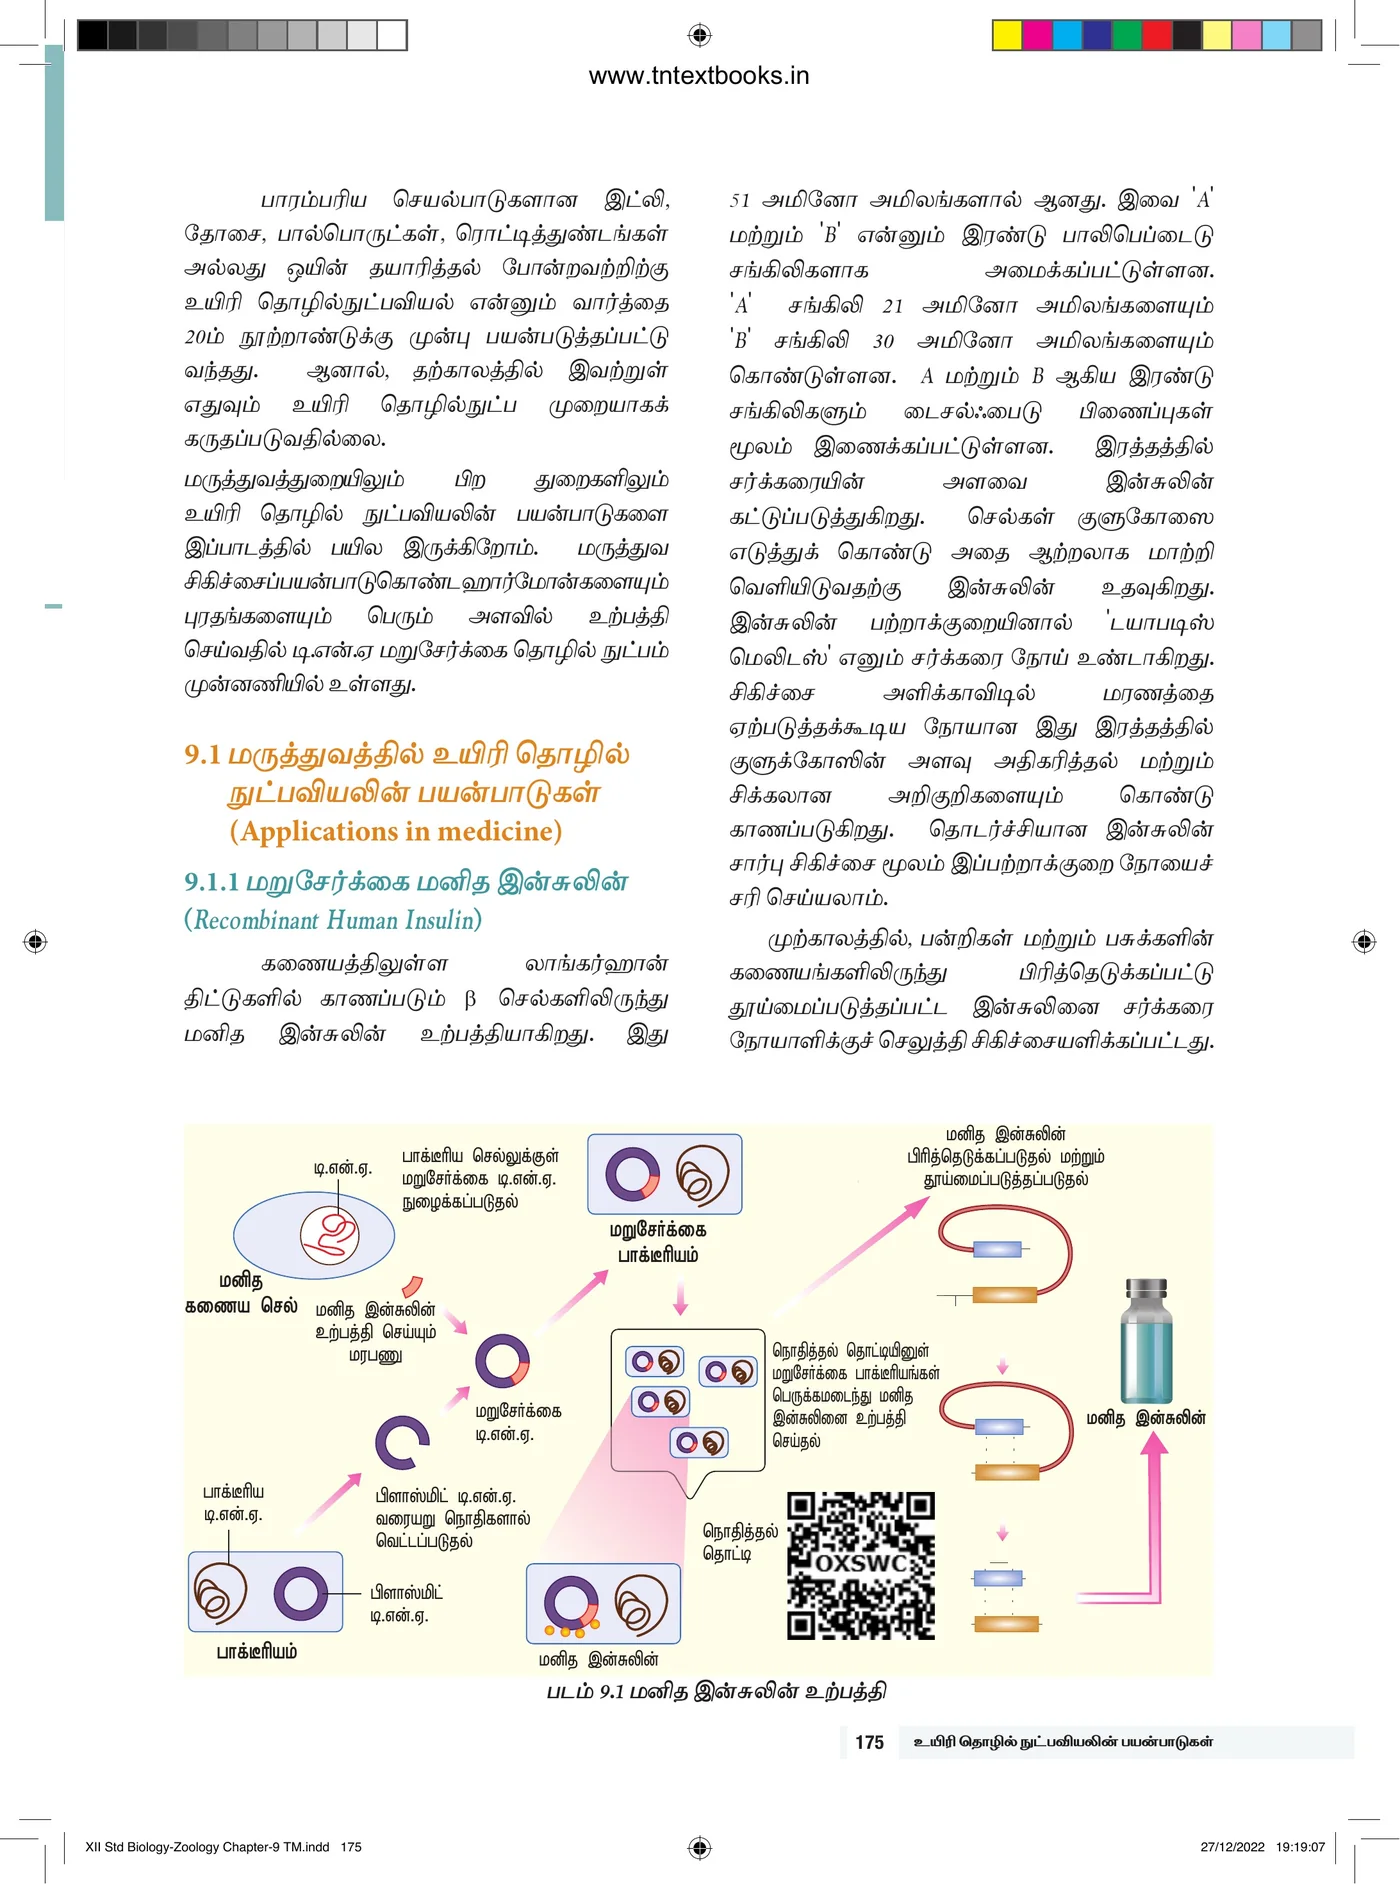 www.tntextbooks.in
பாரம்பரிய செயல்பாடுகளான இட்லி,
தோசை, பால்பொருட்கள், ரொட்டித்துண்டங்கள்
அல்லது ஒயின் தயாரித்தல் போன்றவற்றிற்கு
உயிரி தொழில்நுட்பவியல் என்னும் வார்த்தை
20ம் நூற்றாண்டுக்கு முன்பு பயன்படுத்தப்பட்டு
வந்தது. ஆனால், தற்காலத்தில் இவற்றுள்
எதுவும் உயிரி தொழில்நுட்ப முறையாகக்
கருதப்படுவதில்லை.
மருத்துவத்துறையிலும் பிற துறைகளிலும்
உயிரி தொழில் நுட்பவியலின் பயன்பாடுகளை
இப்பாடத்தில் பயில இருக்கிறோம். மருத்துவ
சிகிச்சைப்பயன்பாடுகொண்டஹார்மோன்களையும்
புரதங்களையும் பெரும் அளவில் உற்பத்தி
செய்வதில் டி.என்.ஏ மறுசேர்க்கை தொழில் நுட்பம்
முன்னணியில் உள்ளது.
9.1 மருத்துவத்தில் உயிரி தொழில்
நுட்பவியலின் பயன்பாடுகள்
(Applications in medicine)
9.1.1 மறுசேர்க்கை மனித இன்சுலின்
(Recombinant Human Insulin)
கணையத்திலுள்ள லாங்கர்ஹான்
திட்டுகளில் காணப்படும் β செல்களிலிருந்து
மனித இன்சுலின் உற்பத்தியாகிறது. இது
51 அமினோ அமிலங்களால் ஆனது. இவை 'A'
மற்றும் 'B' என்னும் இரண்டு பாலிபெப்டைடு
சங்கிலிகளாக அமைக்கப்பட்டுள்ளன.
'A' சங்கிலி 21 அமினோ அமிலங்களையும்
'B' சங்கிலி 30 அமினோ அமிலங்களையும்
கொண்டுள்ளன. A மற்றும் B ஆகிய இரண்டு
சங்கிலிகளும் டைசல்ஃபைடு பிணைப்புகள்
மூலம் இணைக்கப்பட்டுள்ளன. இரத்தத்தில்
சர்க்கரையின் அளவை இன்சுலின்
கட்டுப்படுத்துகிறது. செல்கள் குளுகோஸை
எடுத்துக் கொண்டு அதை ஆற்றலாக மாற்றி
வெளியிடுவதற்கு இன்சுலின் உதவுகிறது.
இன்சுலின் பற்றாக்குறையினால் 'டயாபடிஸ்
மெலிடஸ்' எனும் சர்க்கரை நோய் உண்டாகிறது.
சிகிச்சை அளிக்காவிடில் மரணத்தை
ஏற்படுத்தக்கூடிய நோயான இது இரத்தத்தில்
குளுக்கோஸின் அளவு அதிகரித்தல் மற்றும்
சிக்கலான அறிகுறிகளையும் கொண்டு
காணப்படுகிறது. தொடர்ச்சியான இன்சுலின்
சார்பு சிகிச்சை மூலம் இப்பற்றாக்குறை நோயைச்
சரி செய்யலாம்.
முற்காலத்தில், பன்றிகள் மற்றும் பசுக்களின்
கணையங்களிலிருந்து பிரித்தெடுக்கப்பட்டு
தூய்மைப்படுத்தப்பட்ட இன்சுலினை சர்க்கரை
நோயாளிக்குச் செலுத்தி சிகிச்சையளிக்கப்பட்டது.
டி.என்.ஏ.
மனித
கணைய செல்
பாக்டீரிய செல்லுக்குள்
மறுசேர்க்கை டி.என்.ஏ.
நுழைக்கப்படுதல்
மனித இன்சுலின்
உற்பத்தி செய்யும்
மரபணு
மறுசேர்க்கை
பாக்டீரியம்
மனித இன்சுலின்
பிரித்தெடுக்கப்படுதல் மற்றும்
தூய்மைப்படுத்தப்படுதல்
மறுசேர்க்கை
டி.என்.ஏ.
நொதித்தல் தொட்டியினுள்
மறுசேர்க்கை பாக்டீரியங்கள்
பெருக்கமடைந்து மனித
இன்சுலினை உற்பத்தி
செய்தல்
மனித இன்சுலின்
பாக்டீரிய
டி.என்.ஏ.
பிளாஸ்மிட் டி.என்.ஏ.
வரையறு நொதிகளால்
வெட்டப்படுதல்
நொதித்தல்
தொட்டி
OXSWC
பிளாஸ்மிட்
டி.என்.ஏ.
பாக்டீரியம்
மனித இன்சுலின்
படம் 9.1 மனித இன்சுலின் உற்பத்தி
175 உயிரி தொழில் நுட்பவியலின் பயன்பாடுகள்
XII Std Biology-Zoology Chapter-9 TM.indd 175
27/12/2022 19:19:07